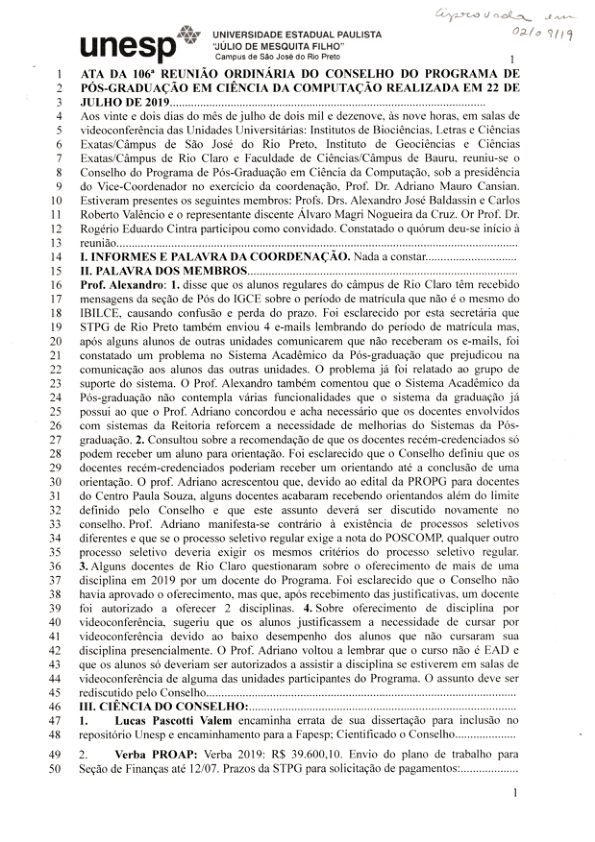 aprovada em
02/09/19
unesp
UNIVERSIDADE ESTADUAL PAULISTA
"JÚLIO DE MESQUITA FILHO"
Campus de São José do Rio Preto
1
1 ATA DA 106ª REUNIÃO ORDINÁRIA DO CONSELHO DO PROGRAMA DE
2 PÓS-GRADUAÇÃO EM CIÊNCIA DA COMPUTAÇÃO REALIZADA EM 22 DE
3 JULHO DE 2019....................................................................................................
4 Aos vinte e dois dias do mês de julho de dois mil e dezenove, às nove horas, em salas de
5 videoconferência das Unidades Universitárias: Institutos de Biociências, Letras e Ciências
6 Exatas/Câmpus de São José do Rio Preto, Instituto de Geociências e Ciências
7 Exatas/Câmpus de Rio Claro e Faculdade de Ciências/Câmpus de Bauru, reuniu-se o
8 Conselho do Programa de Pós-Graduação em Ciência da Computação, sob a presidência
9 do Vice-Coordenador no exercício da coordenação, Prof. Dr. Adriano Mauro Cansian.
10 Estiveram presentes os seguintes membros: Profs. Drs. Alexandro José Baldassin e Carlos
11 Roberto Valêncio e o representante discente Álvaro Magri Nogueira da Cruz. Or Prof. Dr.
12 Rogério Eduardo Cintra participou como convidado. Constatado o quórum deu-se início à
13 reunião....................................................................................................
14 I. INFORMES E PALAVRA DA COORDENAÇÃO. Nada a constar..............................
15 II. PALAVRA DOS MEMBROS....................................................................................
16 Prof. Alexandro: 1. disse que os alunos regulares do câmpus de Rio Claro têm recebido
17 mensagens da seção de Pós do IGCE sobre o período de matrícula que não é o mesmo do
18 IBILCE, causando confusão e perda do prazo. Foi esclarecido por esta secretária que
19 STPG de Rio Preto também enviou 4 e-mails lembrando do período de matrícula mas,
20 após alguns alunos de outras unidades comunicarem que não receberam os e-mails, foi
21 constatado um problema no Sistema Acadêmico da Pós-graduação que prejudicou na
22 comunicação aos alunos das outras unidades. O problema já foi relatado ao grupo de
23 suporte do sistema. O Prof. Alexandro também comentou que o Sistema Acadêmico da
24 Pós-graduação não contempla várias funcionalidades que o sistema da graduação já
25 possui ao que o Prof. Adriano concordou e acha necessário que os docentes envolvidos
26 com sistemas da Reitoria reforcem a necessidade de melhorias do Sistemas da Pós-
27 graduação. 2. Consultou sobre a recomendação de que os docentes recém-credenciados só
28 podem receber um aluno para orientação. Foi esclarecido que o Conselho definiu que os
29 docentes recém-credenciados poderiam receber um orientando até a conclusão de uma
30 orientação. O prof. Adriano acrescentou que, devido ao edital da PROPG para docentes
31 do Centro Paula Souza, alguns docentes acabaram recebendo orientandos além do limite
32 definido pelo Conselho e que este assunto deverá ser discutido novamente no
33 conselho. Prof. Adriano manifesta-se contrário à existência de processos seletivos
34 diferentes e que se o processo seletivo regular exige a nota do POSCOMP, qualquer outro
35 processo seletivo deveria exigir os mesmos critérios do processo seletivo regular.
36 3. Alguns docentes de Rio Claro questionaram sobre o oferecimento de mais de uma
37 disciplina em 2019 por um docente do Programa. Foi esclarecido que o Conselho não
38 havia aprovado o oferecimento, mas que, após recebimento das justificativas, um docente
39 foi autorizado a oferecer 2 disciplinas. 4. Sobre oferecimento de disciplina por
40 videoconferência, sugeriu que os alunos justificassem a necessidade de cursar por
41 videoconferência devido ao baixo desempenho dos alunos que não cursaram sua
42 disciplina presencialmente. O Prof. Adriano voltou a lembrar que o curso não é EAD e
43 que os alunos só deveriam ser autorizados a assistir a disciplina se estiverem em salas de
44 videoconferência de alguma das unidades participantes do Programa. O assunto deve ser
45 rediscutido pelo Conselho....................................................................................
46 III. CIÊNCIA DO CONSELHO:....................................................................................
47 1. Lucas Pascotti Valem encaminha errata de sua dissertação para inclusão no
48 repositório Unesp e encaminhamento para a Fapesp; Cientificado o Conselho....................
49 2. Verba PROAP: Verba 2019: R$ 39.600,10. Envio do plano de trabalho para
50 Seção de Finanças até 12/07. Prazos da STPG para solicitação de pagamentos:...................
1